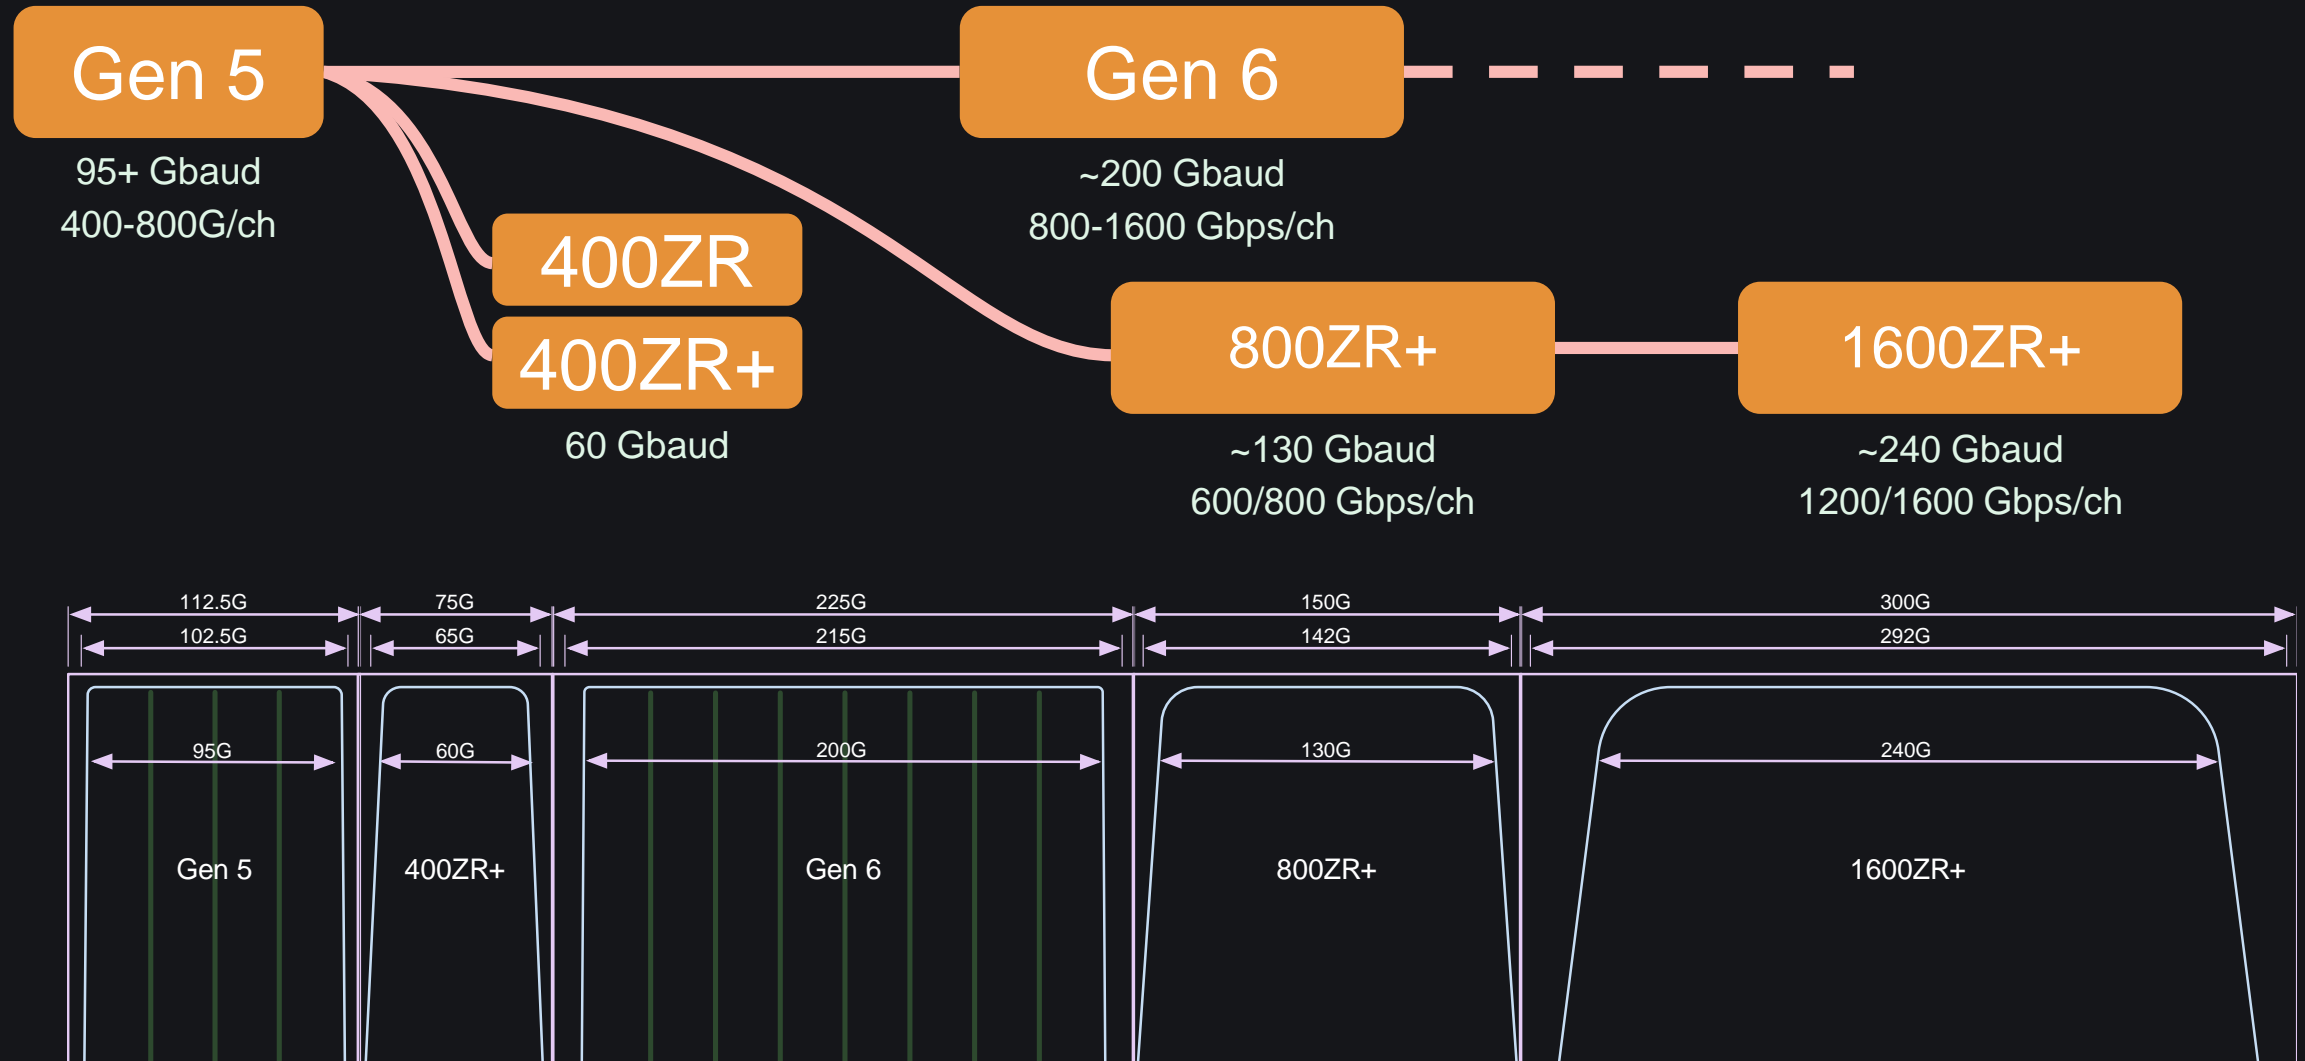 Gen 5
Gen 6
95+ Gbaud
400-800G/ch
~200 Gbaud
800-1600 Gbps/ch
400ZR
400ZR+
60 Gbaud
800ZR+
1600ZR+
~130 Gbaud
600/800 Gbps/ch
~240 Gbaud
1200/1600 Gbps/ch
112.5G 75G 225G 150G 300G
102.5G 65G 215G 142G 292G
95G 60G 200G 130G 240G
Gen 5 400ZR+ Gen 6 800ZR+ 1600ZR+